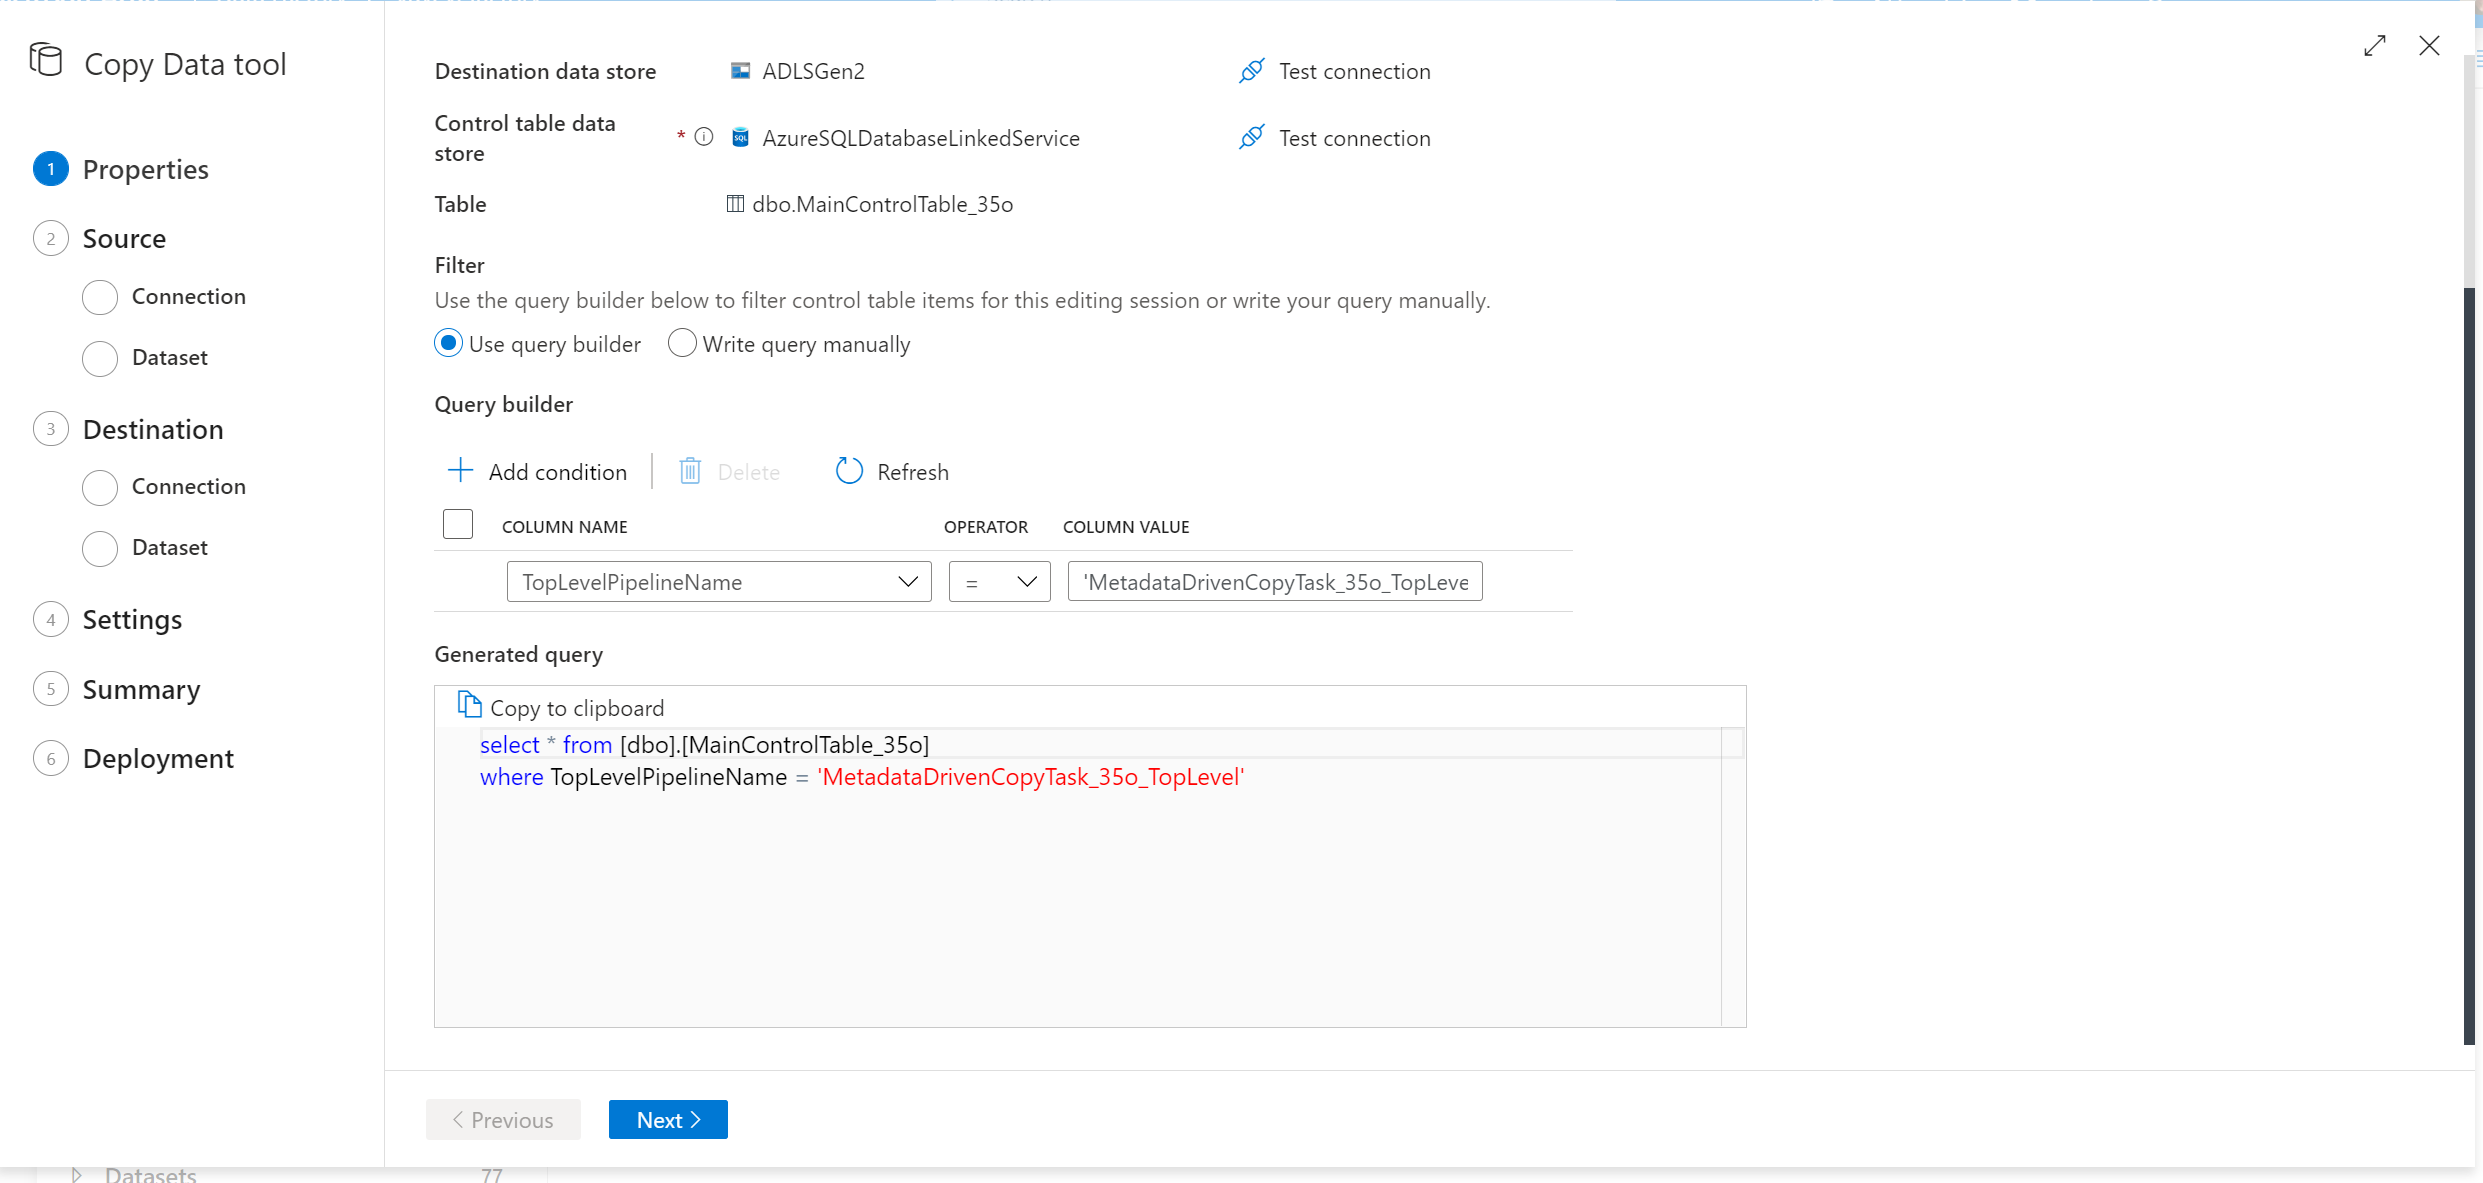 Copy Data tool
1 Properties
2 Source
Connection
Dataset
3 Destination
Connection
Dataset
4 Settings
5 Summary
6 Deployment
Destination data store ADLSGen2 Test connection
Control table data
store * AzureSQLDatabaseLinkedService Test connection
Table dbo.MainControlTable_35o
Filter
Use the query builder below to filter control table items for this editing session or write your query manually.
Use query builder Write query manually
Query builder
Add condition Delete Refresh
COLUMN NAME OPERATOR COLUMN VALUE
TopLevelPipelineName = 'MetadataDrivenCopyTask_35o_TopLeve
Generated query
Copy to clipboard
select * from [dbo].[MainControlTable_35o]
where TopLevelPipelineName = 'MetadataDrivenCopyTask_35o_TopLevel'
Previous Next
Datasets 77